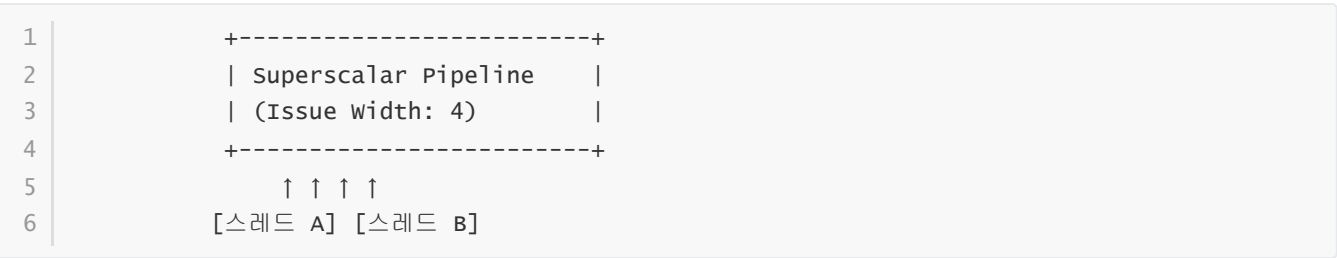 1             +-------------------------+
2             | Superscalar Pipeline    |
3             | (Issue Width: 4)        |
4             +-------------------------+
5                 ↑ ↑ ↑ ↑
6            [스레드 A] [스레드 B]